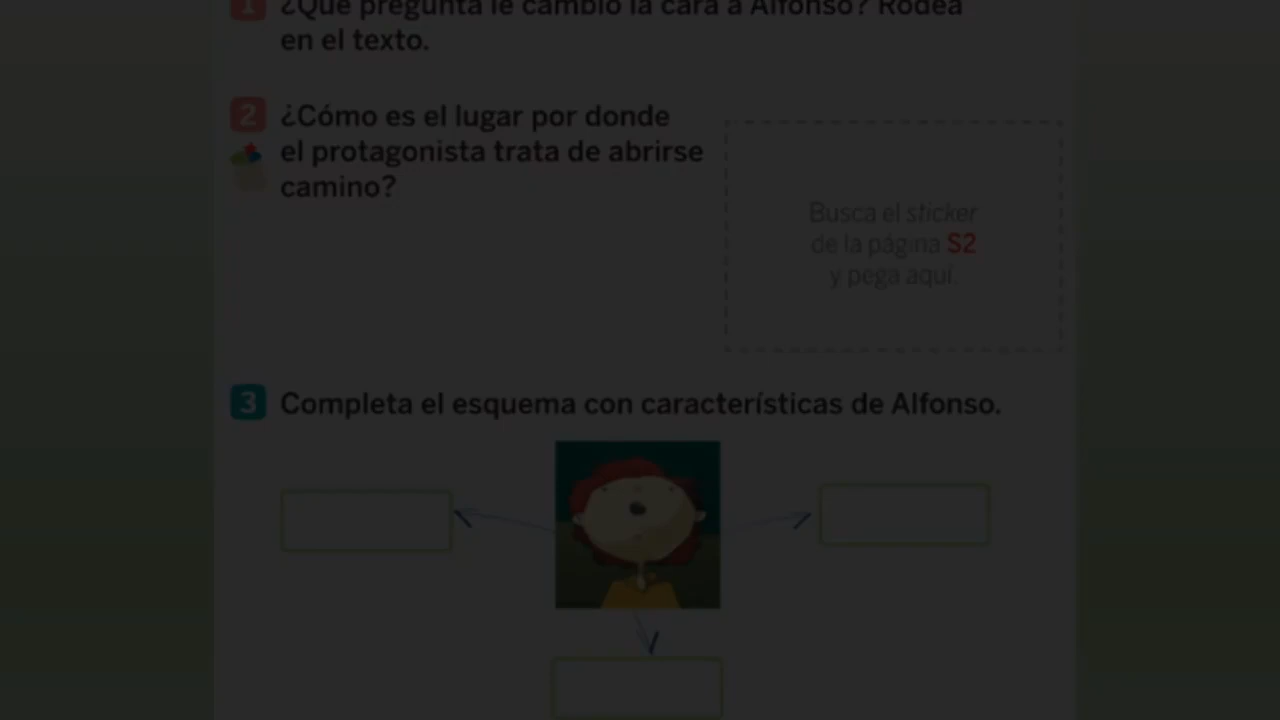 1 ¿Qué pregunta le cambió la cara a Alfonso? Rodea
en el texto.
2 ¿Cómo es el lugar por donde
el protagonista trata de abrirse
camino?
Busca el sticker
de la página S2
y pega aquí.
3 Completa el esquema con características de Alfonso.